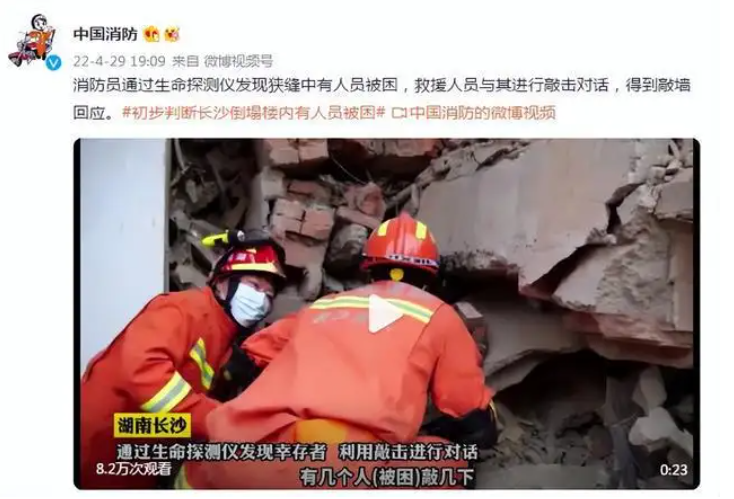 中国消防
22-4-29 19:09 来自 微博视频号
消防员通过生命探测仪发现狭缝中有人员被困，救援人员与其进行敲击对话，得到敲墙
回应。#初步判断长沙倒塌楼内有人员被困# 中国消防的微博视频
湖南长沙
通过生命探测仪发现幸存者 利用敲击进行对话
8.2万次观看
有几个人(被困)敲几下
0:23